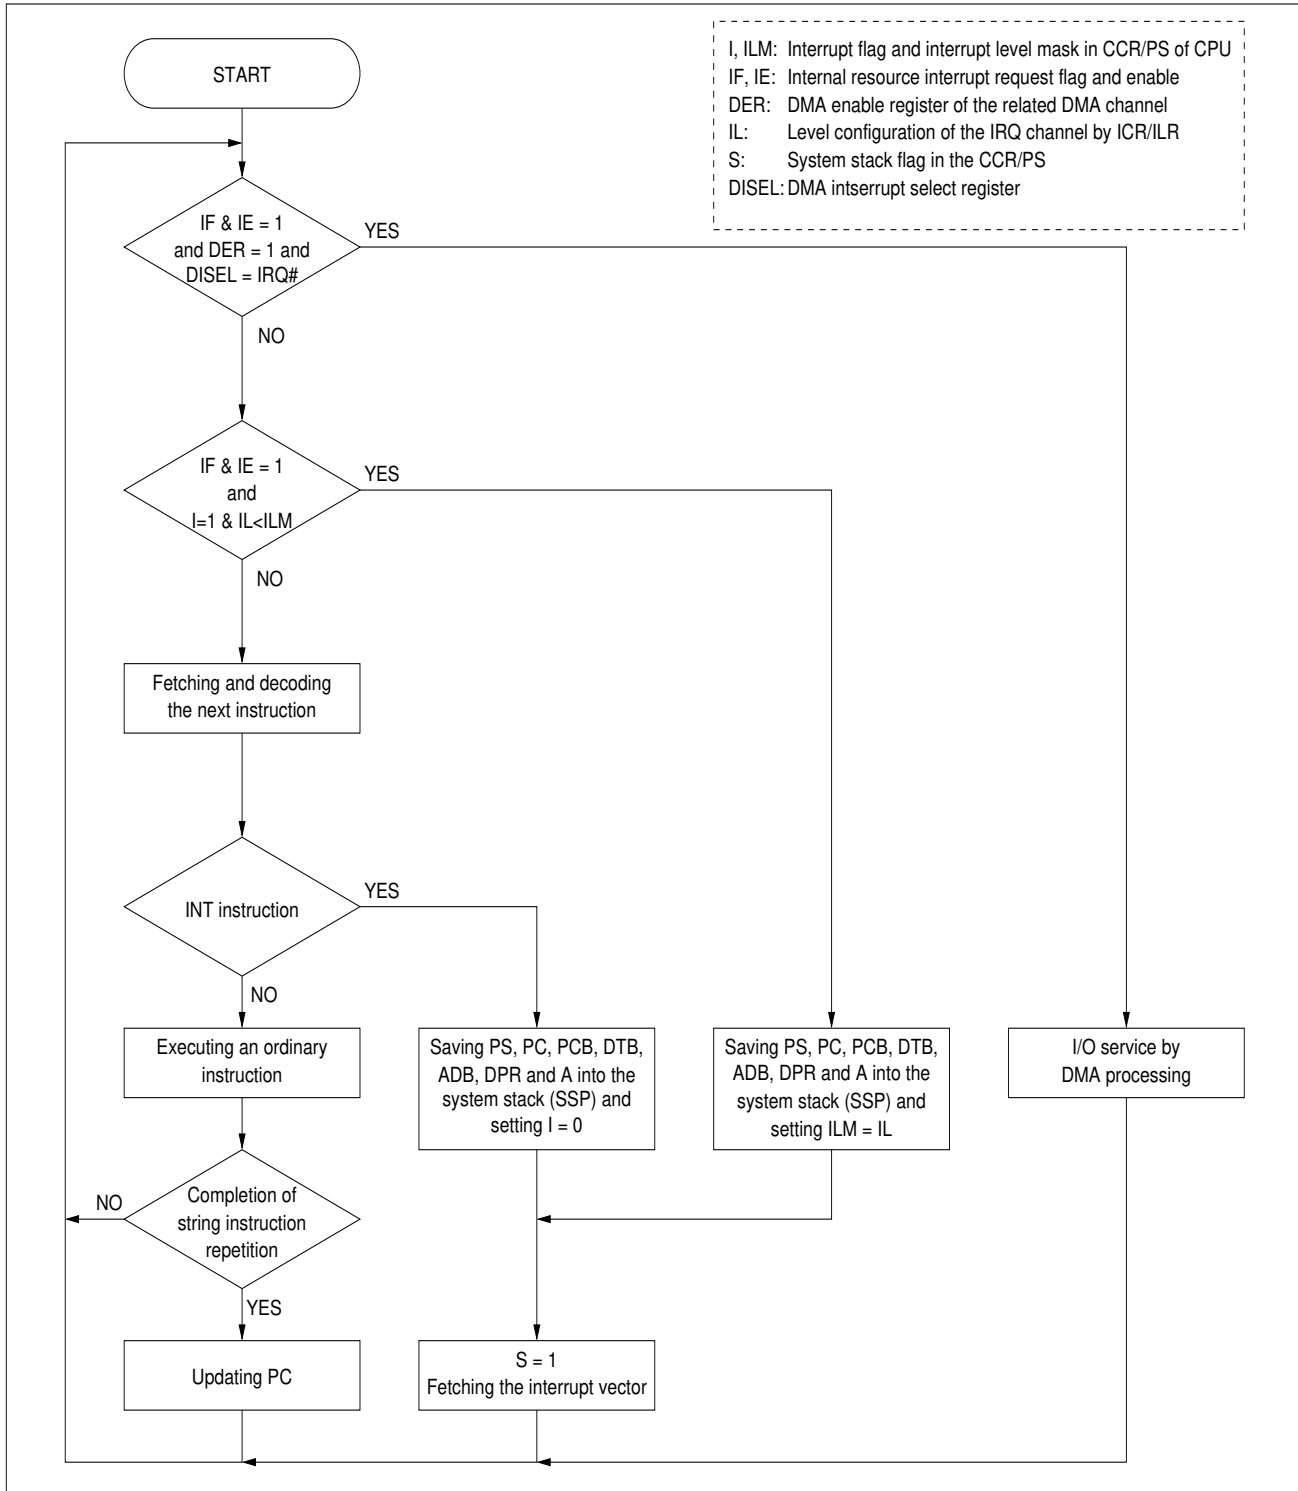 START
I, ILM: Interrupt flag and interrupt level mask in CCR/PS of CPU
IF, IE: Internal resource interrupt request flag and enable
DER: DMA enable register of the related DMA channel
IL: Level configuration of the IRQ channel by ICR/ILR
S: System stack flag in the CCR/PS
DISEL: DMA intserrupt select register
IF & IE = 1
and DER = 1 and
DISEL = IRQ#
YES
NO
IF & IE = 1
and
I=1 & IL<ILM
YES
NO
Fetching and decoding
the next instruction
INT instruction
YES
NO
Executing an ordinary
instruction
Saving PS, PC, PCB, DTB,
ADB, DPR and A into the
system stack (SSP) and
setting I = 0
Saving PS, PC, PCB, DTB,
ADB, DPR and A into the
system stack (SSP) and
setting ILM = IL
I/O service by
DMA processing
NO
Completion of
string instruction
repetition
YES
Updating PC
S = 1
Fetching the interrupt vector